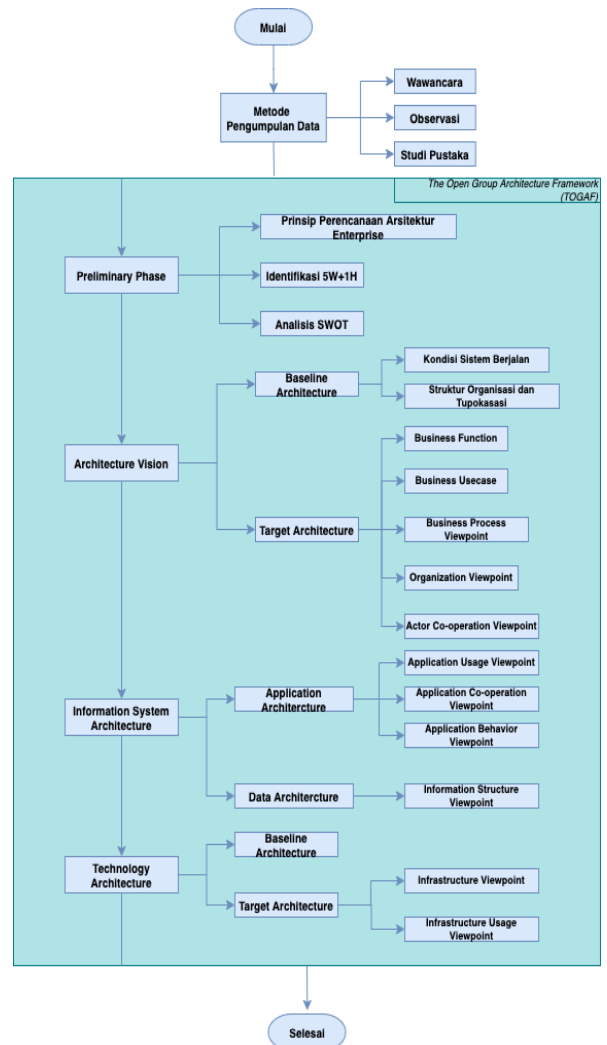 Mulai
Metode
Pengumpulan Data
Wawancara
Observasi
Studi Pustaka
The Open Group Architecture Framework
(TOGAF)
Preliminary Phase
Prinsip Perencanaan Arsitektur
Enterprise
Identifikasi 5W+1H
Analisis SWOT
Architecture Vision
Baseline
Architecture
Kondisi Sistem Berjalan
Struktur Organisasi dan
Tupokasasi
Target Architecture
Business Function
Business Usecase
Business Process
Viewpoint
Organization Viewpoint
Actor Co-operation Viewpoint
Information System
Architecture
Application
Architercture
Application Usage Viewpoint
Application Co-operation
Viewpoint
Application Behavior
Viewpoint
Data Architercture
Information Structure
Viewpoint
Technology
Architecture
Baseline
Architecture
Target Architecture
Infrastructure Viewpoint
Infrastructure Usage
Viewpoint
Selesai